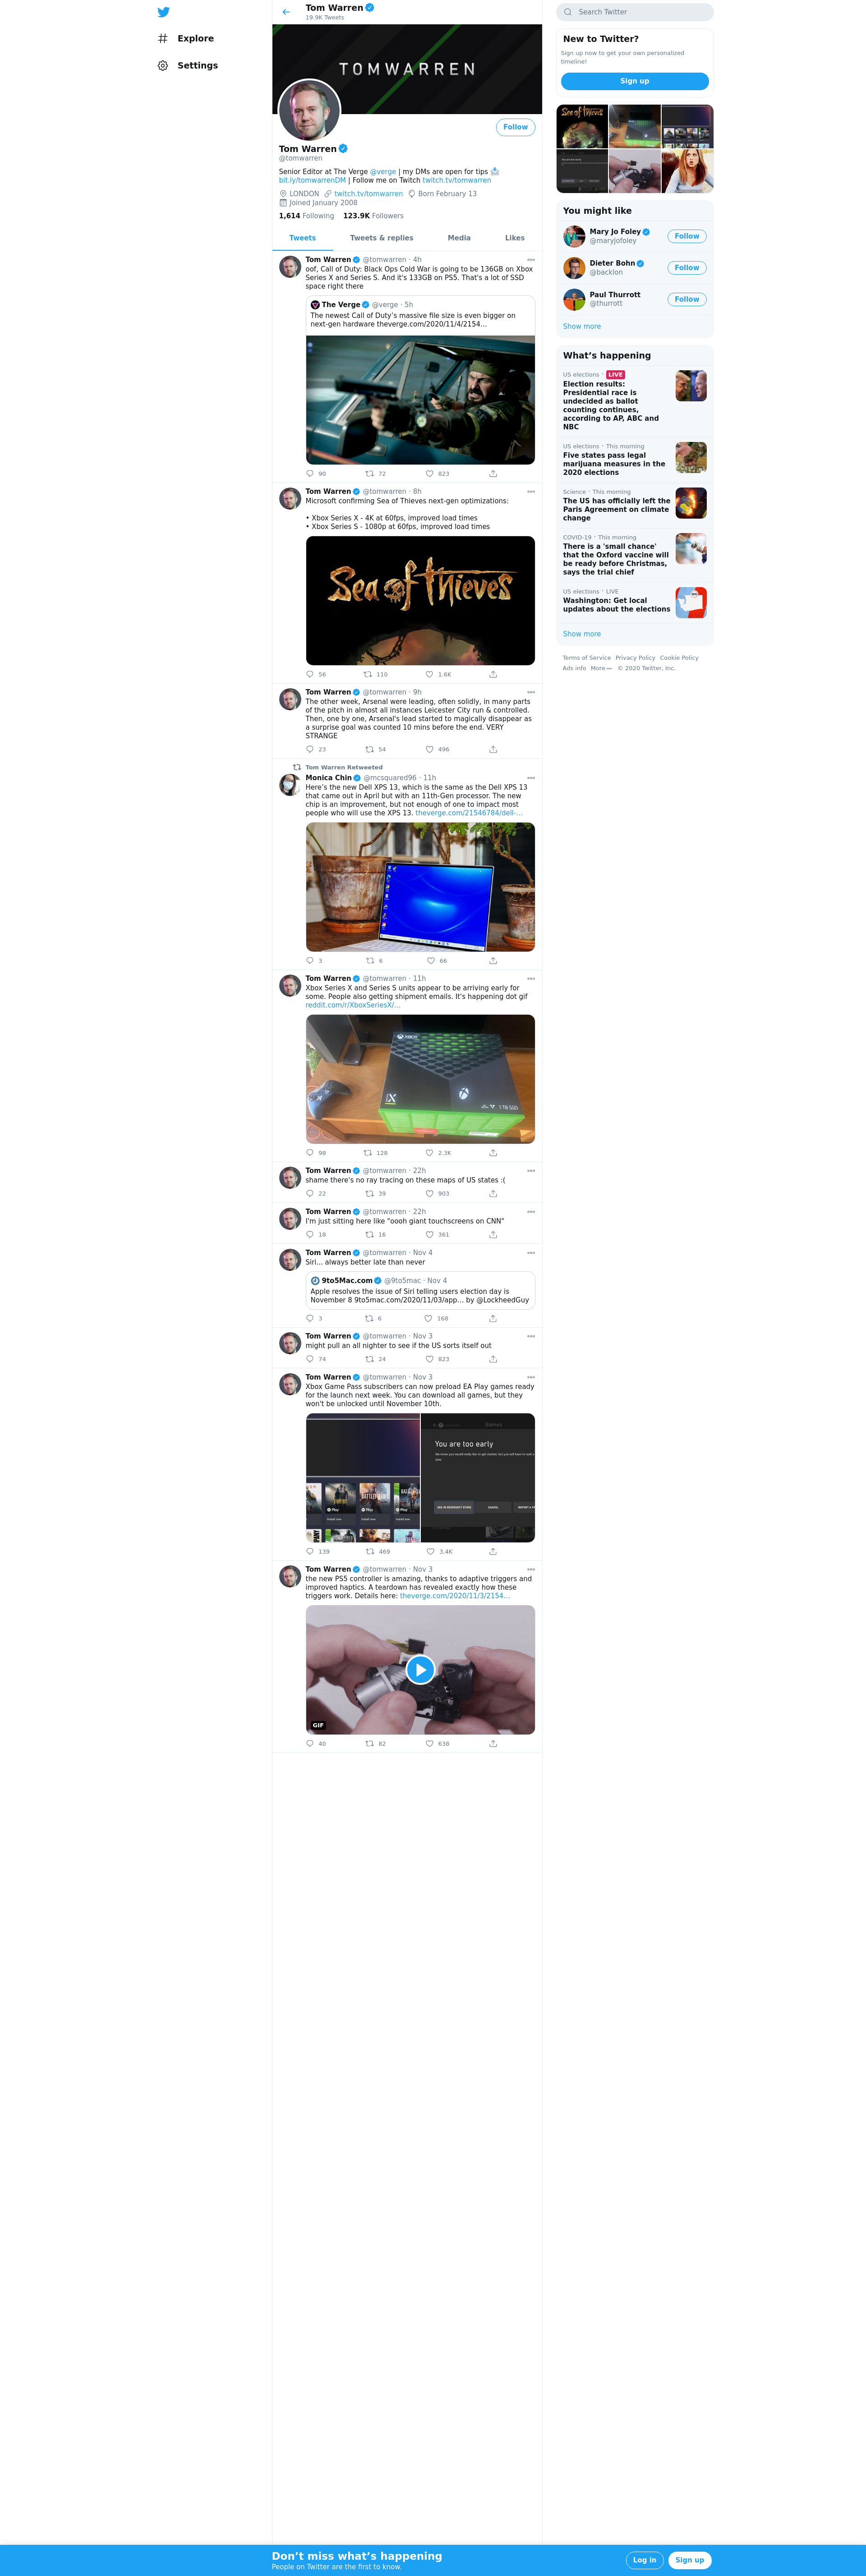 Explore
Settings
Tom Warren
19.9K Tweets
TOMWARREN
Follow
Tom Warren
@tomwarren
Senior Editor at The Verge @verge | my DMs are open for tips
bit.ly/tomwarrenDM | Follow me on Twitch twitch.tv/tomwarren
LONDON twitch.tv/tomwarren Born February 13
Joined January 2008
1,614 Following 123.9K Followers
Tweets Tweets & replies Media Likes
Tom Warren @tomwarren · 4h
oof, Call of Duty: Black Ops Cold War is going to be 136GB on Xbox
Series X and Series S. And it's 133GB on PS5. That's a lot of SSD
space right there
The Verge @verge · 5h
The newest Call of Duty's massive file size is even bigger on
next-gen hardware theverge.com/2020/11/4/2154…
90 72 823
Tom Warren @tomwarren · 8h
Microsoft confirming Sea of Thieves next-gen optimizations:
• Xbox Series X - 4K at 60fps, improved load times
• Xbox Series S - 1080p at 60fps, improved load times
Sea of Thieves
56 110 1.6K
Tom Warren @tomwarren · 9h
The other week, Arsenal were leading, often solidly, in many parts
of the pitch in almost all instances Leicester City run & controlled.
Then, one by one, Arsenal's lead started to magically disappear as
a surprise goal was counted 10 mins before the end. VERY
STRANGE
23 54 496
Tom Warren Retweeted
Monica Chin @mcsquared96 · 11h
Here's the new Dell XPS 13, which is the same as the Dell XPS 13
that came out in April but with an 11th-Gen processor. The new
chip is an improvement, but not enough of one to impact most
people who will use the XPS 13. theverge.com/21546784/dell-…
3 6 66
Tom Warren @tomwarren · 11h
Xbox Series X and Series S units appear to be arriving early for
some. People also getting shipment emails. It's happening dot gif
reddit.com/r/XboxSeriesX/…
XBOX
X
1TB SSD
98 128 2.3K
Tom Warren @tomwarren · 22h
shame there's no ray tracing on these maps of US states :(
22 39 903
Tom Warren @tomwarren · 22h
I'm just sitting here like "oooh giant touchscreens on CNN"
18 16 361
Tom Warren @tomwarren · Nov 4
Siri... always better late than never
9to5Mac.com @9to5mac · Nov 4
Apple resolves the issue of Siri telling users election day is
November 8 9to5mac.com/2020/11/03/app… by @LockheedGuy
3 6 168
Tom Warren @tomwarren · Nov 3
might pull an all nighter to see if the US sorts itself out
74 24 823
Tom Warren @tomwarren · Nov 3
Xbox Game Pass subscribers can now preload EA Play games ready
for the launch next week. You can download all games, but they
won't be unlocked until November 10th.
Games
You are too early
Play Play Play
139 469 3.4K
Tom Warren @tomwarren · Nov 3
the new PS5 controller is amazing, thanks to adaptive triggers and
improved haptics. A teardown has revealed exactly how these
triggers work. Details here: theverge.com/2020/11/3/2154…
GIF
40 82 638
Search Twitter
New to Twitter?
Sign up now to get your own personalized
timeline!
Sign up
Sea of Thieves
You might like
Mary Jo Foley
@maryjofoley
Follow
Dieter Bohn
@backlon
Follow
Paul Thurrott
@thurrott
Follow
Show more
What's happening
US elections · LIVE
Election results:
Presidential race is
undecided as ballot
counting continues,
according to AP, ABC and
NBC
US elections · This morning
Five states pass legal
marijuana measures in the
2020 elections
Science · This morning
The US has officially left the
Paris Agreement on climate
change
COVID-19 · This morning
There is a 'small chance'
that the Oxford vaccine will
be ready before Christmas,
says the trial chief
US elections · LIVE
Washington: Get local
updates about the elections
Show more
Terms of Service Privacy Policy Cookie Policy
Ads info More © 2020 Twitter, Inc.
Don't miss what's happening
People on Twitter are the first to know.
Log in Sign up